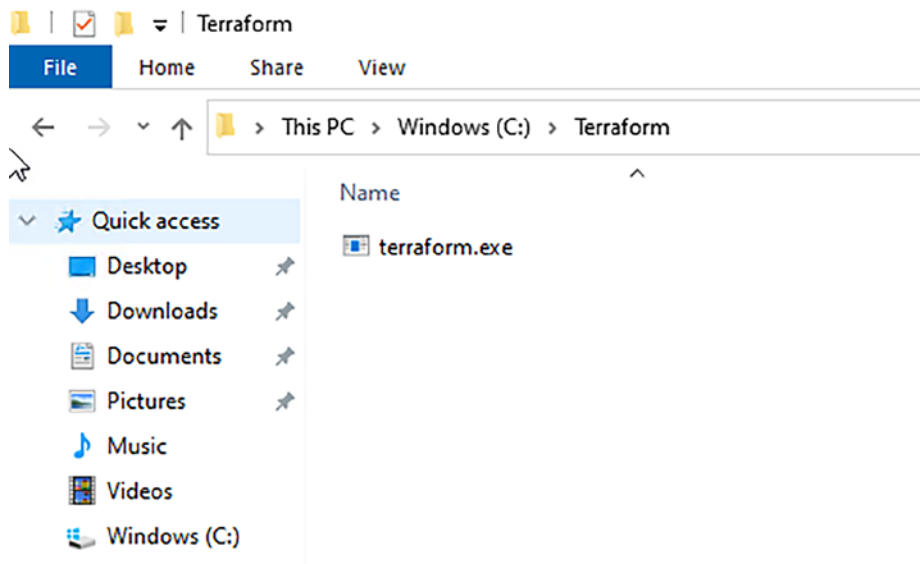 Terraform
File Home Share View
This PC > Windows (C:) > Terraform
Name
Quick access
terraform.exe
Desktop
Downloads
Documents
Pictures
Music
Videos
Windows (C:)